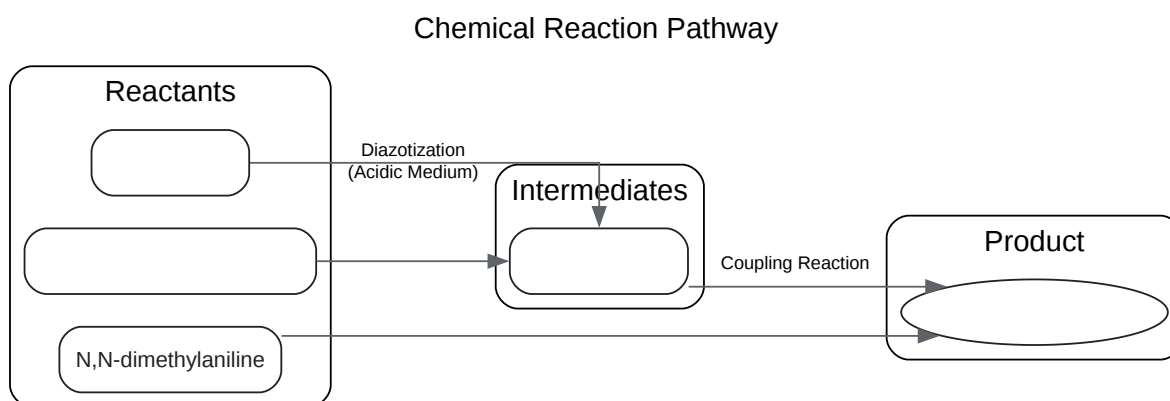 Chemical Reaction Pathway
Reactants
Diazotization
(Acidic Medium)
Intermediates
Coupling Reaction
Product
N,N-dimethylaniline